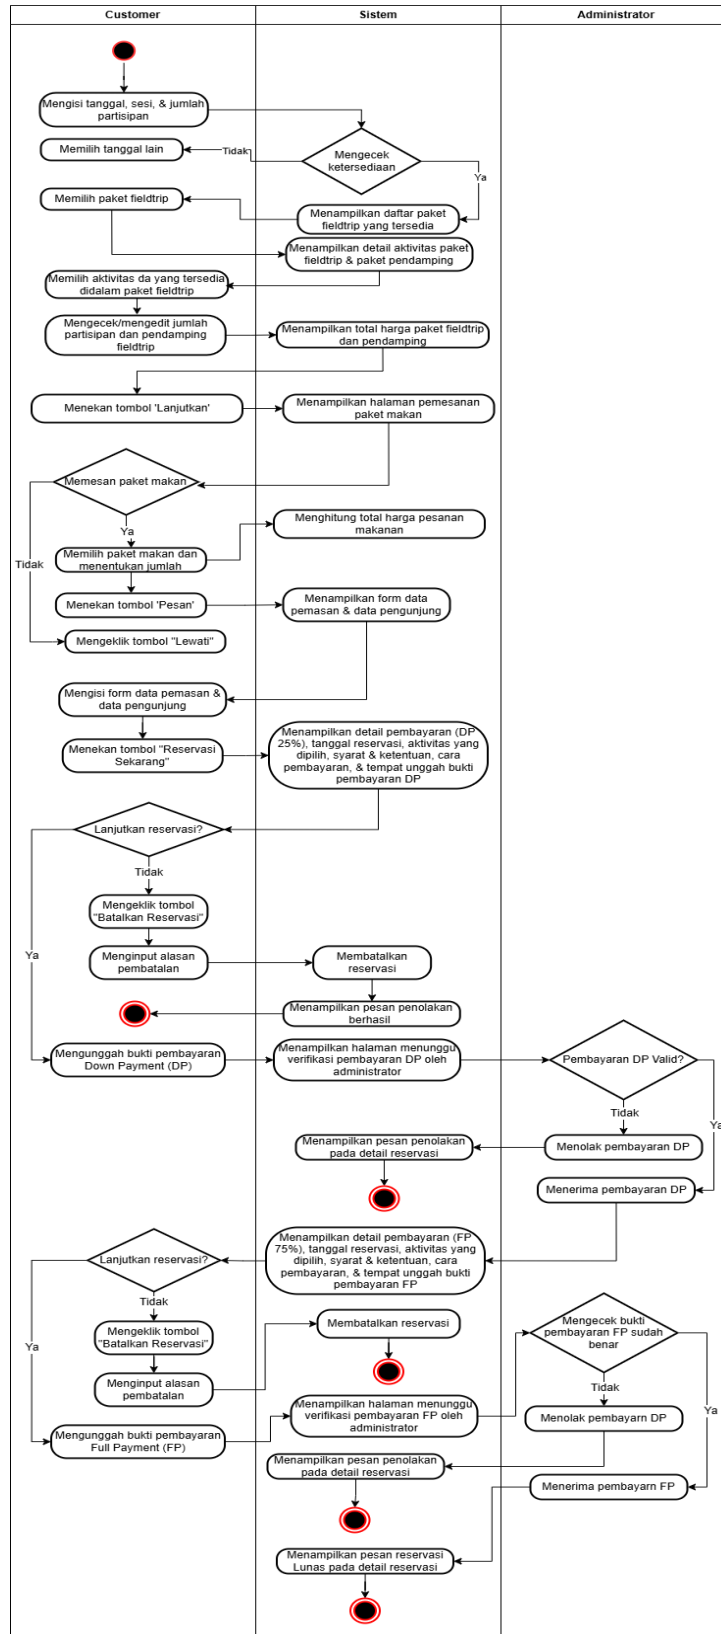 Customer
Sistem
Administrator
Mengisi tanggal, sesi, & jumlah
partisipan
Mengecek
ketersediaan
Tidak
Memilih tanggal lain
Ya
Memilih paket fieldtrip
Menampilkan daftar paket
fieldtrip yang tersedia
Menampilkan detail aktivitas paket
fieldtrip & paket pendamping
Memilih aktivitas da yang tersedia
didalam paket fieldtrip
Mengecek/mengedit jumlah
partisipan dan pendamping
fieldtrip
Menampilkan total harga paket fieldtrip
dan pendamping
Menekan tombol 'Lanjutkan'
Menampilkan halaman pemesanan
paket makan
Memesan paket makan
Ya
Tidak
Menghitung total harga pesanan
makanan
Memilih paket makan dan
menentukan jumlah
Menekan tombol 'Pesan'
Menampilkan form data
pemasan & data pengunjung
Mengeklik tombol "Lewati"
Mengisi form data pemasan &
data pengunjung
Menekan tombol "Reservasi
Sekarang"
Menampilkan detail pembayaran (DP
25%), tanggal reservasi, aktivitas yang
dipilih, syarat & ketentuan, cara
pembayaran, & tempat unggah bukti
pembayaran DP
Lanjutkan reservasi?
Tidak
Ya
Mengeklik tombol
"Batalkan Reservasi"
Menginput alasan
pembatalan
Membatalkan
reservasi
Menampilkan pesan penolakan
berhasil
Mengunggah bukti pembayaran
Down Payment (DP)
Menampilkan halaman menunggu
verifikasi pembayaran DP oleh
administrator
Pembayaran DP Valid?
Tidak
Ya
Menolak pembayaran DP
Menampilkan pesan penolakan
pada detail reservasi
Menerima pembayaran DP
Menampilkan detail pembayaran (FP
75%), tanggal reservasi, aktivitas yang
dipilih, syarat & ketentuan, cara
pembayaran, & tempat unggah bukti
pembayaran FP
Lanjutkan reservasi?
Tidak
Ya
Mengeklik tombol
"Batalkan Reservasi"
Menginput alasan
pembatalan
Membatalkan reservasi
Mengecek bukti
pembayaran FP sudah
benar
Tidak
Ya
Mengunggah bukti pembayaran
Full Payment (FP)
Menampilkan halaman menunggu
verifikasi pembayaran FP oleh
administrator
Menolak pembayarn DP
Menampilkan pesan penolakan
pada detail reservasi
Menerima pembayarn FP
Menampilkan pesan reservasi
Lunas pada detail reservasi